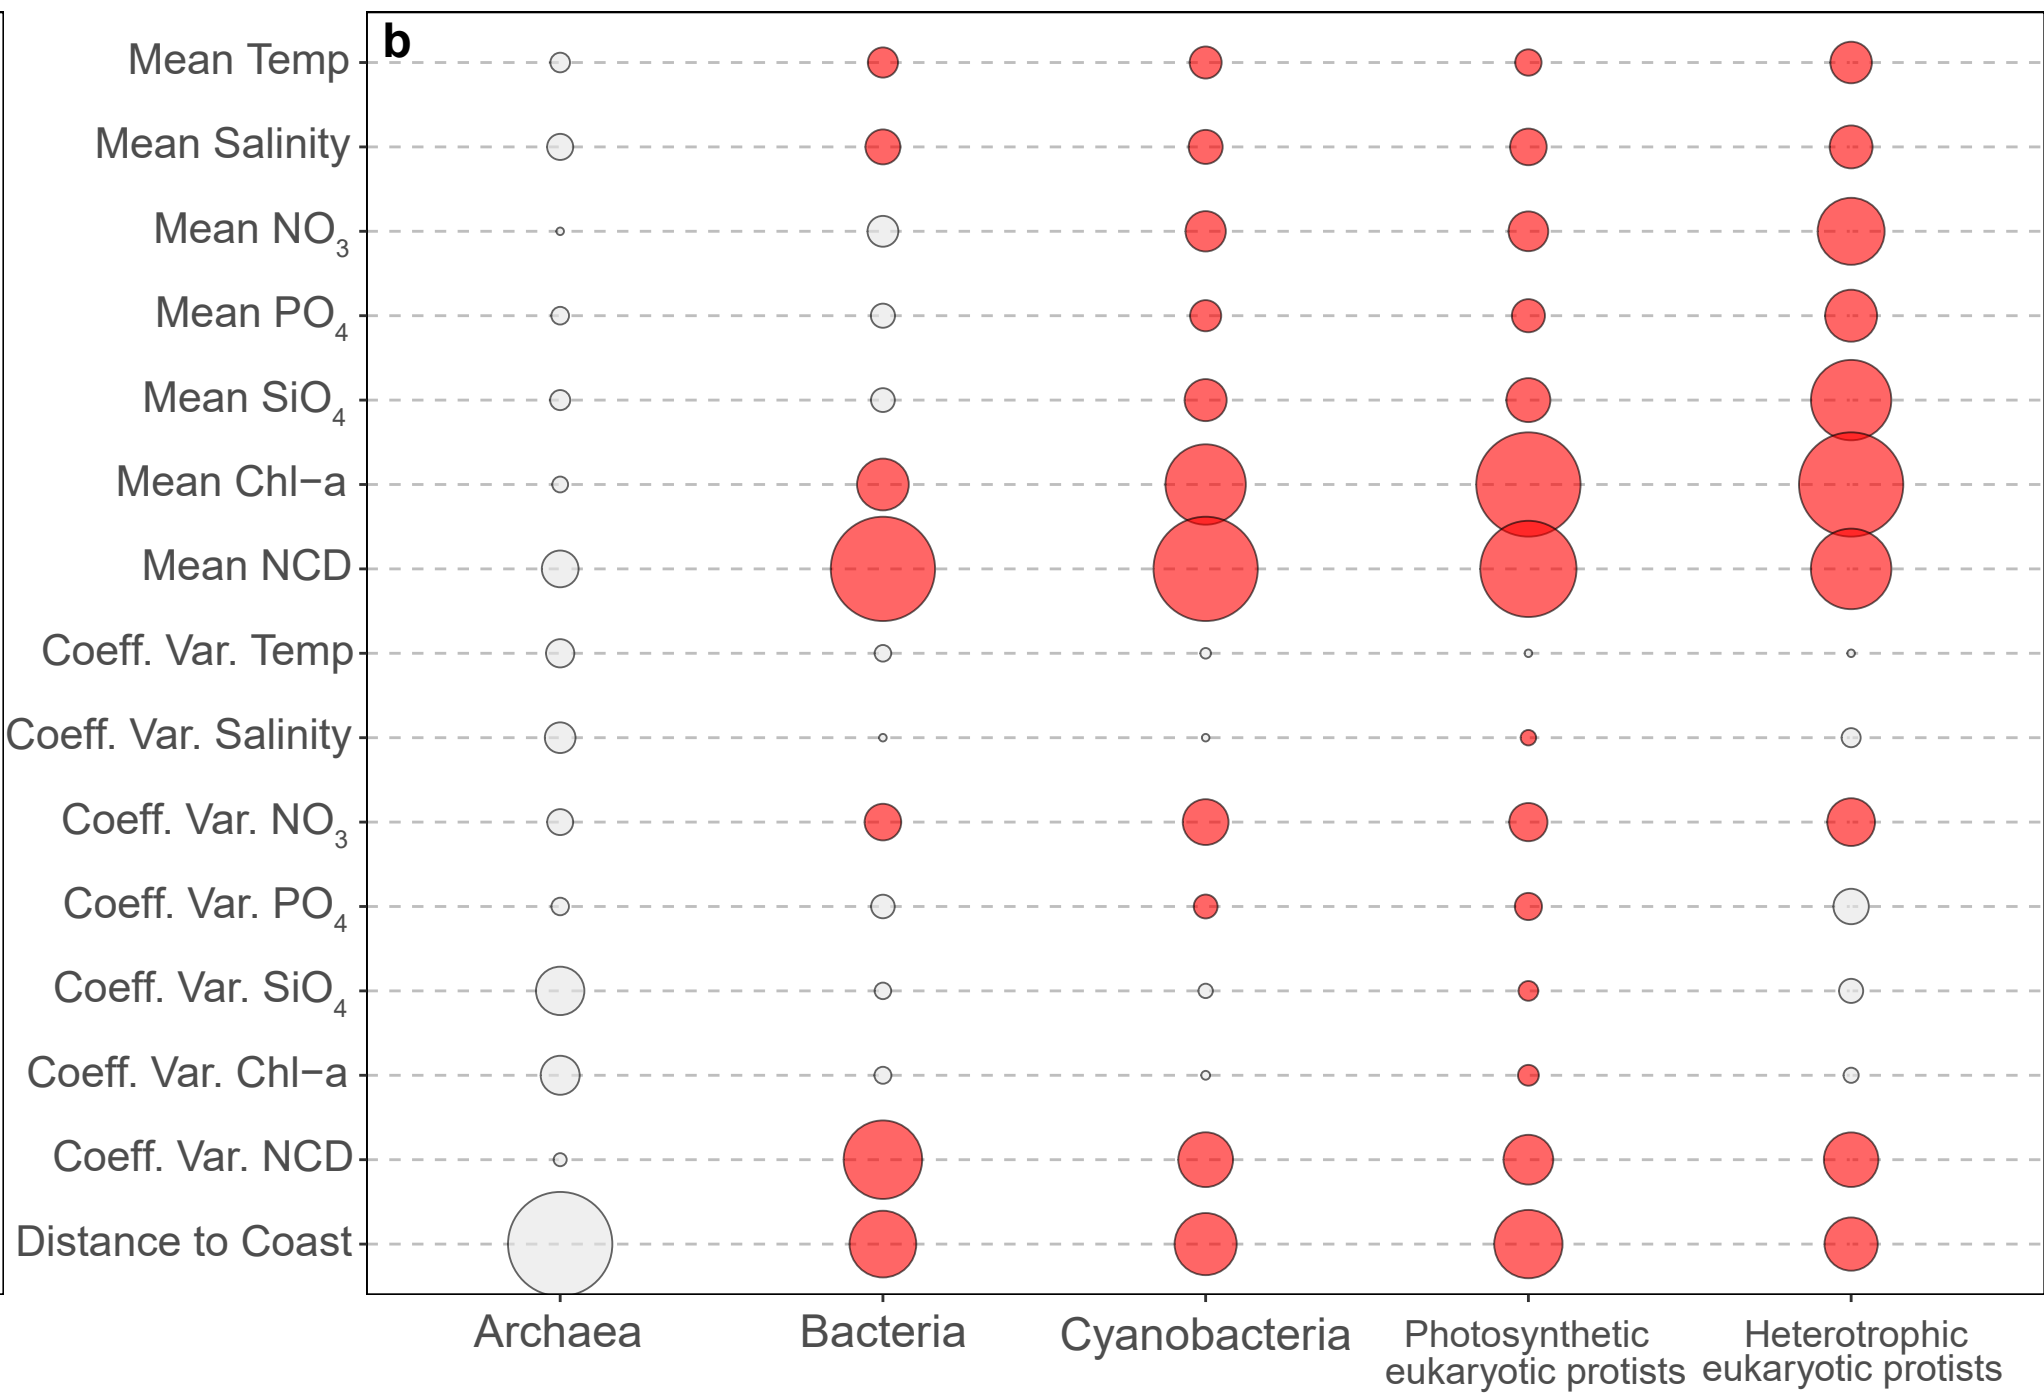 b
Mean Temp
Mean Salinity
Mean NO₃
Mean PO₄
Mean SiO₄
Mean Chl−a
Mean NCD
Coeff. Var. Temp
Coeff. Var. Salinity
Coeff. Var. NO₃
Coeff. Var. PO₄
Coeff. Var. SiO₄
Coeff. Var. Chl−a
Coeff. Var. NCD
Distance to Coast
Archaea
Bacteria
Cyanobacteria
Photosynthetic
eukaryotic protists
Heterotrophic
eukaryotic protists